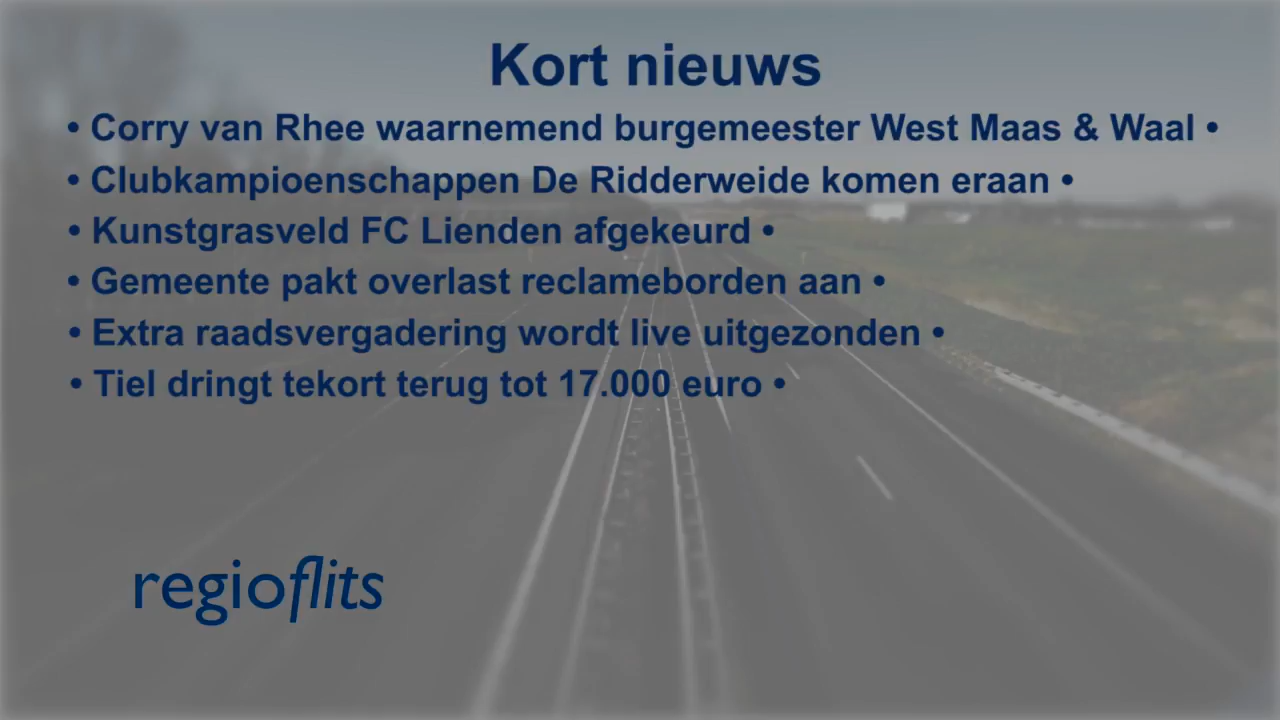 Kort nieuws
• Corry van Rhee waarnemend burgemeester West Maas & Waal •
• Clubkampioenschappen De Ridderweide komen eraan •
• Kunstgrasveld FC Lienden afgekeurd •
• Gemeente pakt overlast reclameborden aan •
• Extra raadsvergadering wordt live uitgezonden •
• Tiel dringt tekort terug tot 17.000 euro •
regioflits